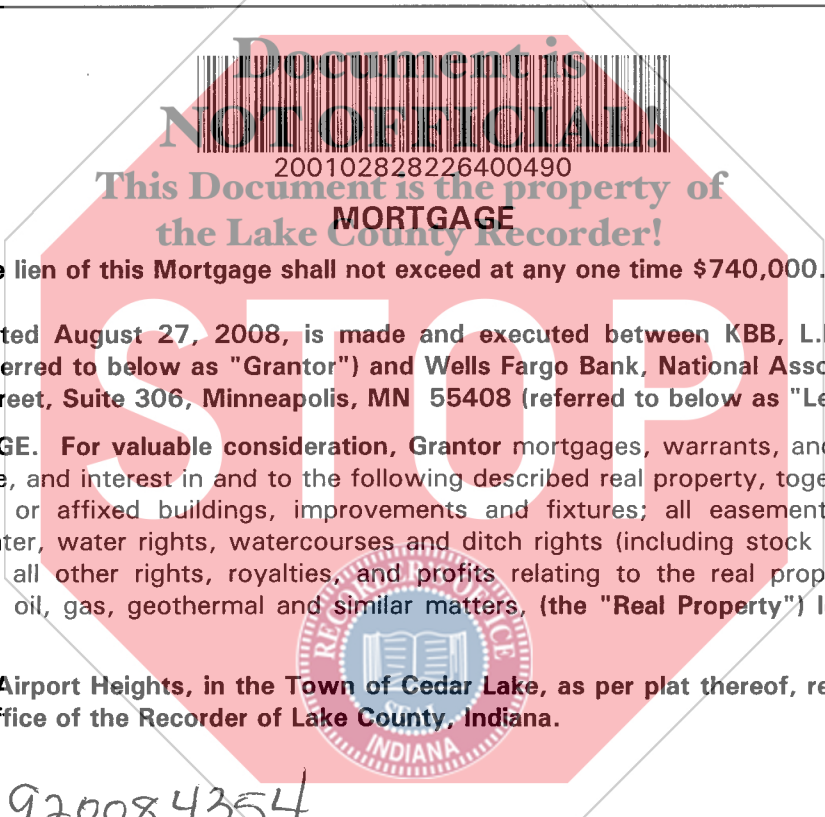 Document is
NOT OFFICIAL!
200102828226400490
This Document is the property of
MORTGAGE
the Lake County Recorder!
lien of this Mortgage shall not exceed at any one time $740,000.
ted August 27, 2008, is made and executed between KBB, L.
erred to below as "Grantor") and Wells Fargo Bank, National Asso
reet, Suite 306, Minneapolis, MN 55408 (referred to below as "Le
GE. For valuable consideration, Grantor mortgages, warrants, and
e, and interest in and to the following described real property, toge
or affixed buildings, improvements and fixtures; all easement
ter, water rights, watercourses and ditch rights (including stock
all other rights, royalties, and profits relating to the real prop
oil, gas, geothermal and similar matters, (the "Real Property") l
STOP
RECORDER'S OFFICE
SEAL
INDIANA
Airport Heights, in the Town of Cedar Lake, as per plat thereof, re
ffice of the Recorder of Lake County, Indiana.
920084354